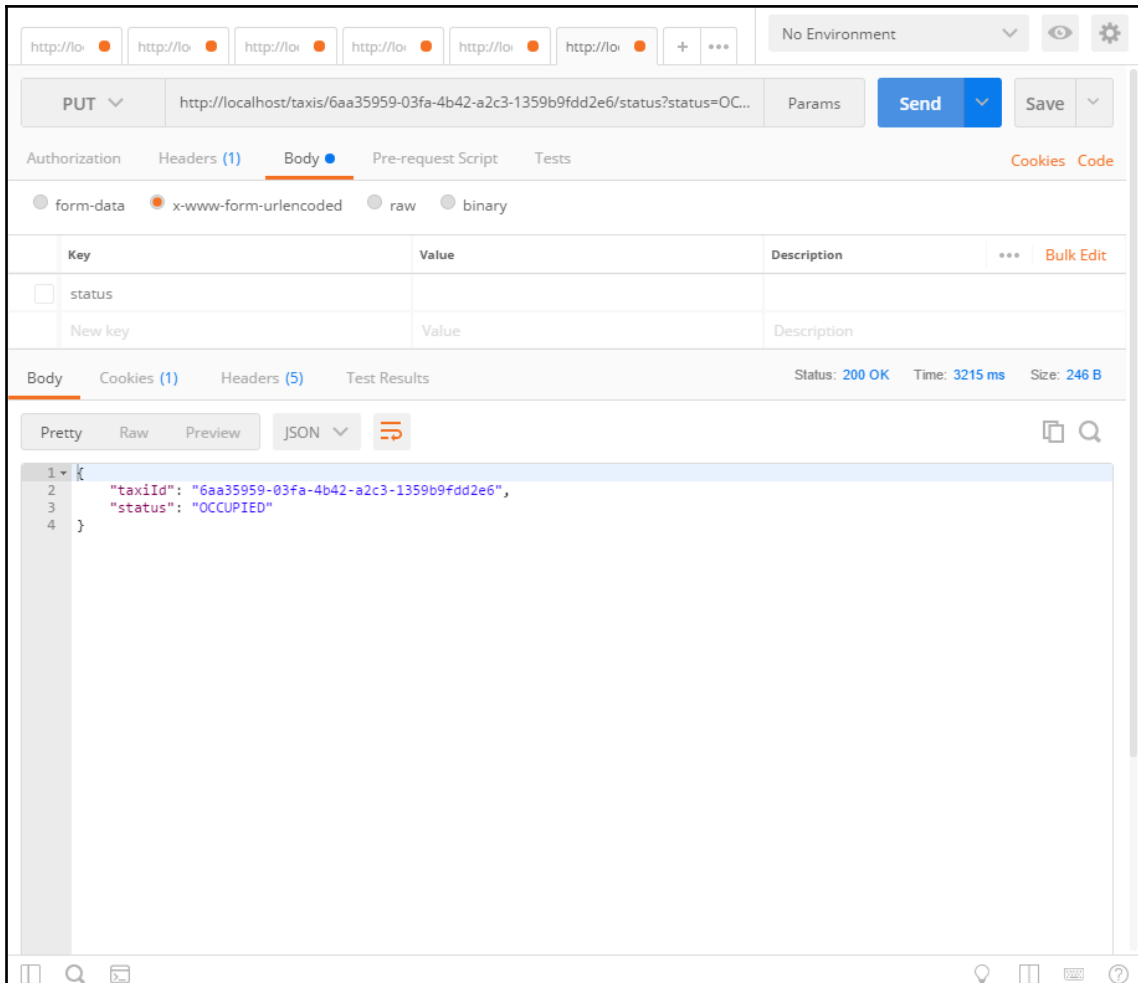 http://lo http://lo http://lo http://lo http://lo http://lo + ••• No Environment
PUT http://localhost/taxis/6aa35959-03fa-4b42-a2c3-1359b9fdd2e6/status?status=OC... Params Send Save
Authorization Headers (1) Body Pre-request Script Tests Cookies Code
form-data x-www-form-urlencoded raw binary
Key Value Description ••• Bulk Edit
status
New key Value Description
Body Cookies (1) Headers (5) Test Results Status: 200 OK Time: 3215 ms Size: 246 B
Pretty Raw Preview JSON
1 {
2 "taxiId": "6aa35959-03fa-4b42-a2c3-1359b9fdd2e6",
3 "status": "OCCUPIED"
4 }